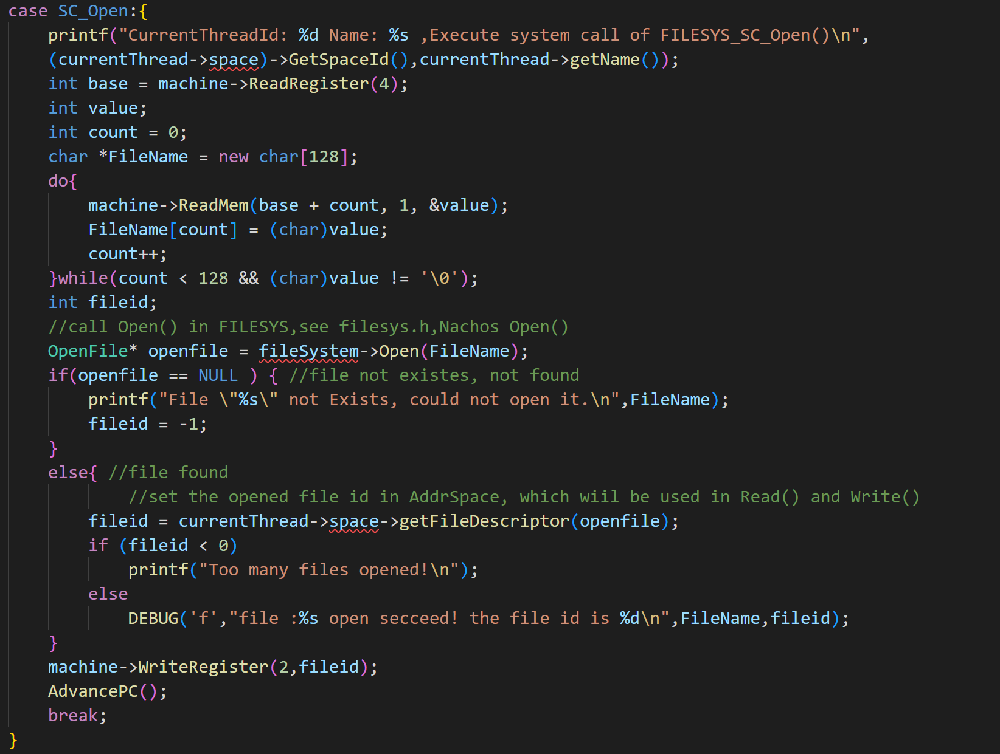 case SC_Open:{
    printf("CurrentThreadId: %d Name: %s ,Execute system call of FILESYS_SC_Open()\n",
    (currentThread->space)->GetSpaceId(),currentThread->getName());
    int base = machine->ReadRegister(4);
    int value;
    int count = 0;
    char *FileName = new char[128];
    do{
        machine->ReadMem(base + count, 1, &value);
        FileName[count] = (char)value;
        count++;
    }while(count < 128 && (char)value != '\0');
    int fileid;
    //call Open() in FILESYS,see filesys.h,Nachos Open()
    OpenFile* openfile = fileSystem->Open(FileName);
    if(openfile == NULL ) { //file not existes, not found
        printf("File \"%s\" not Exists, could not open it.\n",FileName);
        fileid = -1;
    }
    else{ //file found
            //set the opened file id in AddrSpace, which wiil be used in Read() and Write()
        fileid = currentThread->space->getFileDescriptor(openfile);
        if (fileid < 0)
            printf("Too many files opened!\n");
        else
            DEBUG('f',"file :%s open secceed! the file id is %d\n",FileName,fileid);
    }
    machine->WriteRegister(2,fileid);
    AdvancePC();
    break;
}